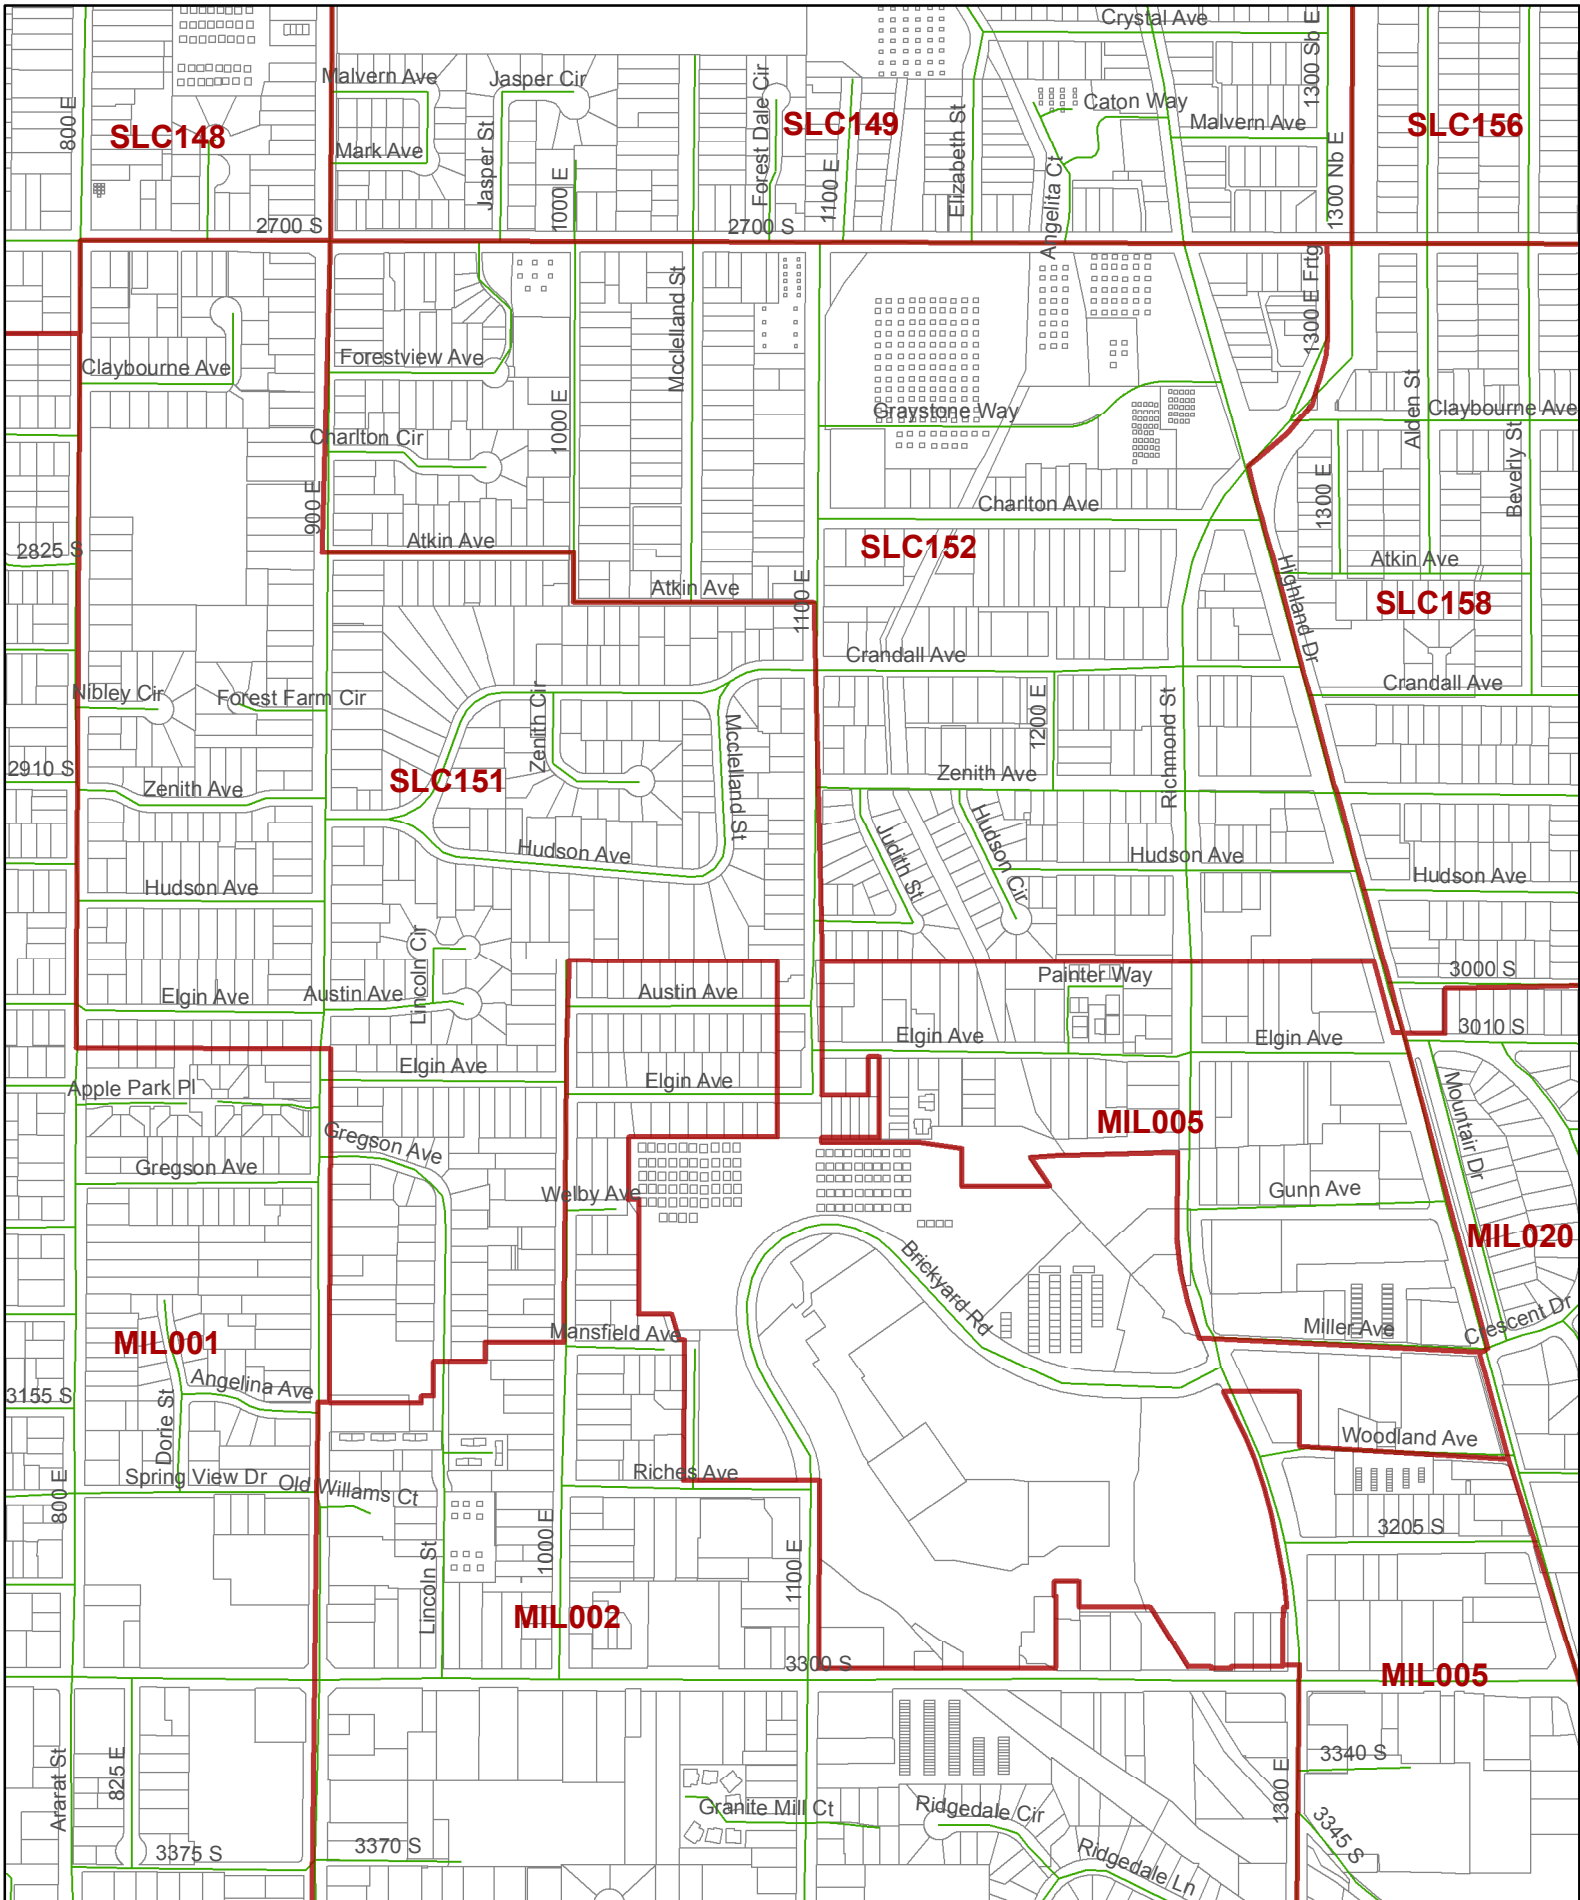 Crystal Ave
1300 Sb E
Malvern Ave
Jasper Cir
Forest Dale Cir
800 E
SLC148
SLC149
Caton Way
Malvern Ave
SLC156
Mark Ave
Jasper St
1000 E
1100 E
Elizabeth St
Angelita Ct
1300 Nb E
2700 S
2700 S
Mcclelland St
1300 E Frtg
Claybourne Ave
Forestview Ave
1000 E
Graystone Way
Alden St
Claybourne Ave
Charlton Cir
Beverly St
900 E
Charlton Ave
1300 E
2825 S
Atkin Ave
SLC152
Atkin Ave
Atkin Ave
1100 E
Highland Dr
SLC158
Crandall Ave
Crandall Ave
Nibley Cir
Forest Farm Cir
Zenith Cir
Mcclelland St
1200 E
Richmond St
2910 S
Zenith Ave
SLC151
Zenith Ave
Hudson Ave
Judith St
Hudson Cir
Hudson Ave
Hudson Ave
Hudson Ave
Lincoln Cir
Elgin Ave
Austin Ave
Austin Ave
Painter Way
3000 S
Elgin Ave
Elgin Ave
3010 S
Elgin Ave
Elgin Ave
Apple Park Pl
Gregson Ave
MIL005
Mountair Dr
Gregson Ave
Welby Ave
Gunn Ave
Brickyard Rd
MIL020
MIL001
Mansfield Ave
Miller Ave
Crescent Dr
3155 S
Angelina Ave
Dorie St
Woodland Ave
Spring View Dr
Old Willams Ct
Riches Ave
800 E
Lincoln St
1000 E
1100 E
3205 S
MIL002
3300 S
MIL005
Ararat St
825 E
1300 E
3340 S
Granite Mill Ct
Ridgedale Cir
3345 S
3375 S
3370 S
Ridgedale Ln